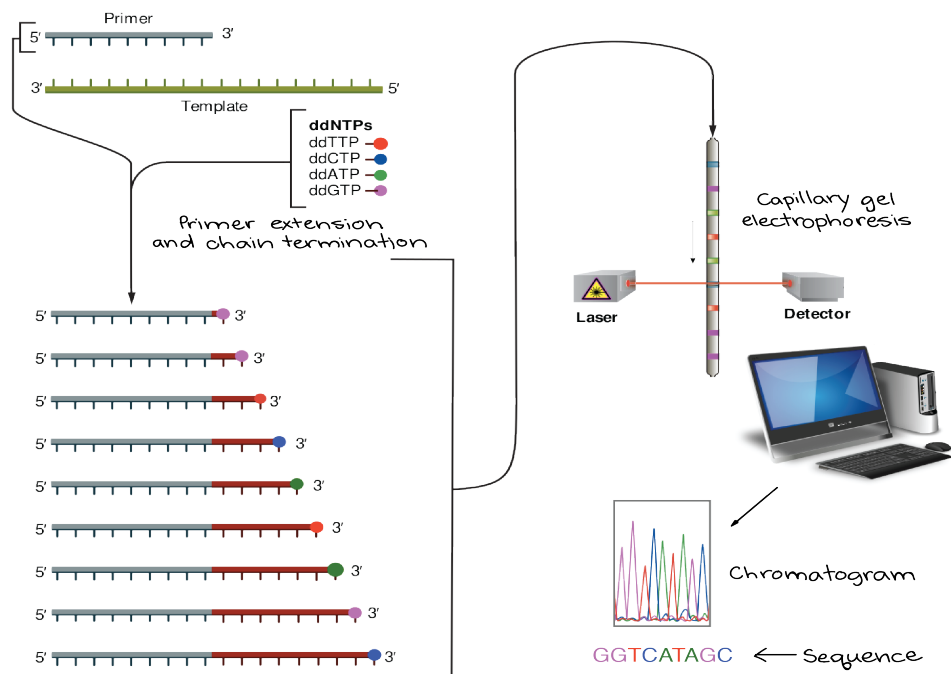 Primer
5′ 3′
3′ 5′
Template
ddNTPs
ddTTP
ddCTP
ddATP
ddGTP
Primer extension
and chain termination
5′ 3′
5′ 3′
5′ 3′
5′ 3′
5′ 3′
5′ 3′
5′ 3′
5′ 3′
5′ 3′
Capillary gel
electrophoresis
Laser
Detector
Chromatogram
GGTCATAGC
Sequence